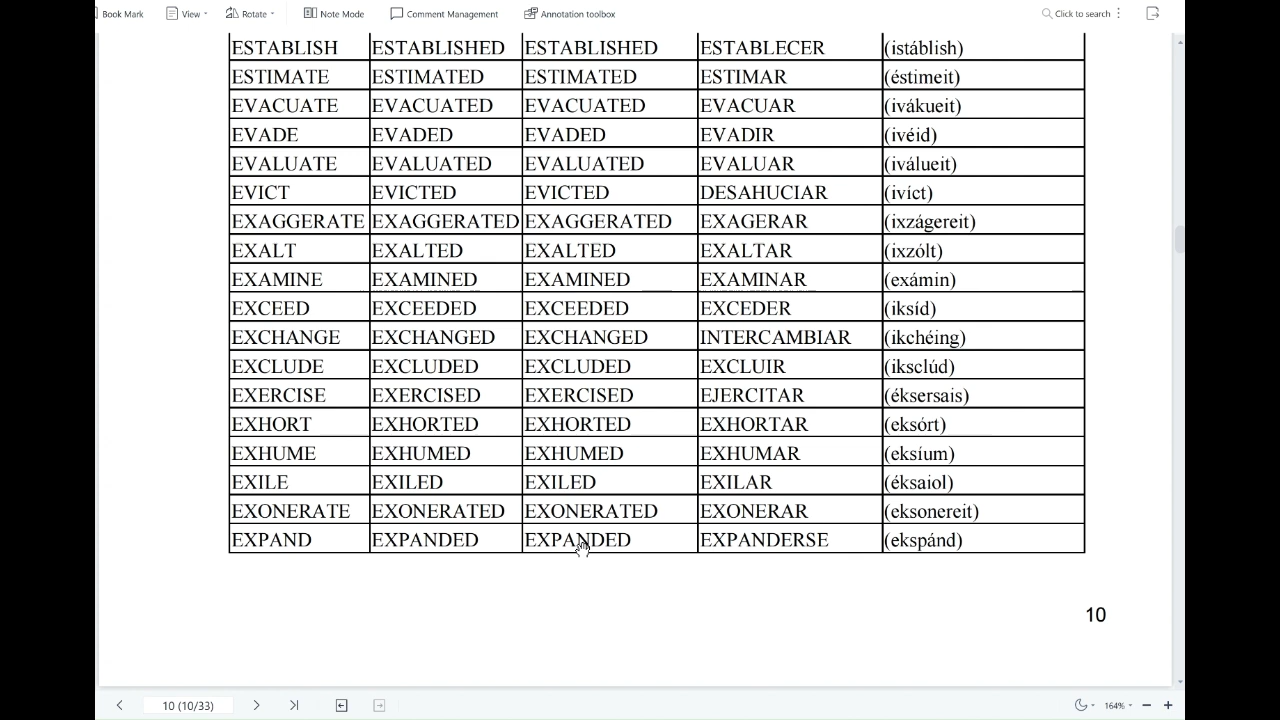 Book Mark View Rotate Note Mode Comment Management Annotation toolbox Click to search
ESTABLISH ESTABLISHED ESTABLISHED ESTABLECER (istáblish)
ESTIMATE ESTIMATED ESTIMATED ESTIMAR (éstimeit)
EVACUATE EVACUATED EVACUATED EVACUAR (ivákueit)
EVADE EVADED EVADED EVADIR (ivéid)
EVALUATE EVALUATED EVALUATED EVALUAR (iválueit)
EVICT EVICTED EVICTED DESAHUCIAR (ivíct)
EXAGGERATE EXAGGERATED EXAGGERATED EXAGERAR (ixzágereit)
EXALT EXALTED EXALTED EXALTAR (ixzólt)
EXAMINE EXAMINED EXAMINED EXAMINAR (exámin)
EXCEED EXCEEDED EXCEEDED EXCEDER (iksíd)
EXCHANGE EXCHANGED EXCHANGED INTERCAMBIAR (ikchéing)
EXCLUDE EXCLUDED EXCLUDED EXCLUIR (iksclúd)
EXERCISE EXERCISED EXERCISED EJERCITAR (éksersais)
EXHORT EXHORTED EXHORTED EXHORTAR (eksórt)
EXHUME EXHUMED EXHUMED EXHUMAR (eksíum)
EXILE EXILED EXILED EXILAR (éksaiol)
EXONERATE EXONERATED EXONERATED EXONERAR (eksonereit)
EXPAND EXPANDED EXPANDED EXPANDERSE (ekspánd)
10
10 (10/33) 164%